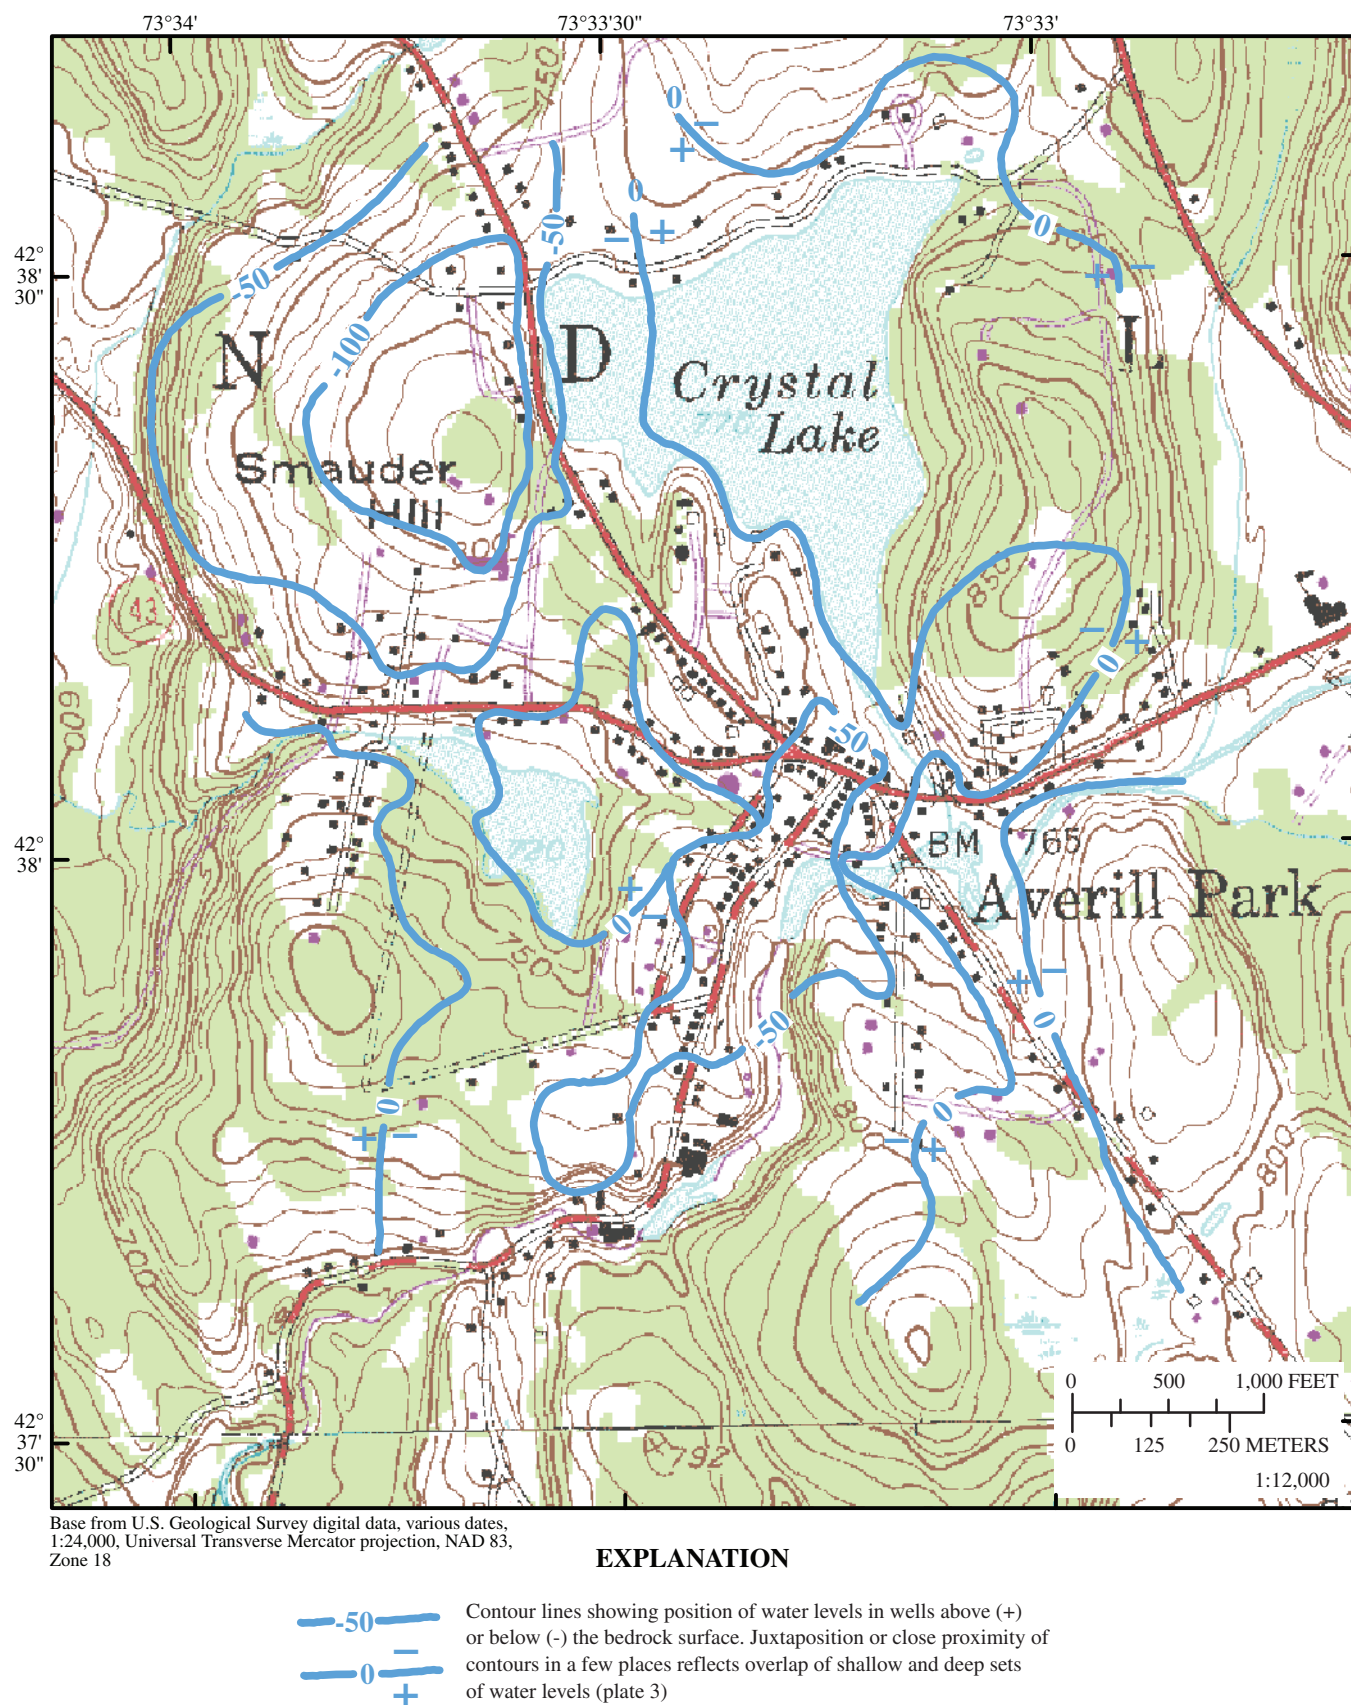 73°34'
73°33'30"
73°33'
750
0
−
+
0
− +
-50
0
+ −
42°
38'
30"
-50
-100
N
D
L
Crystal
Lake
776
Smauder
Hill
800
850
43
− +
0
600
-50
42°
38'
BM 765
720
Averill Park
+
−
0
750
+ −
0
-50
0
+ −
0
− +
800
800
700
792
42°
37'
30"
0 500 1,000 FEET
0 125 250 METERS
1:12,000
Base from U.S. Geological Survey digital data, various dates,
1:24,000, Universal Transverse Mercator projection, NAD 83,
Zone 18
EXPLANATION
-50
−
0
+
Contour lines showing position of water levels in wells above (+)
or below (-) the bedrock surface. Juxtaposition or close proximity of
contours in a few places reflects overlap of shallow and deep sets
of water levels (plate 3)